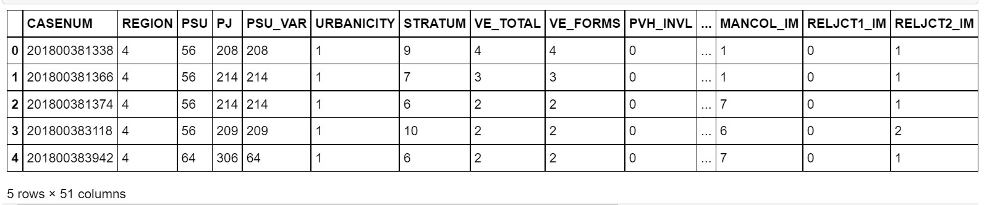 CASENUM REGION PSU PJ PSU_VAR URBANICITY STRATUM VE_TOTAL VE_FORMS PVH_INVL ... MANCOL_IM RELJCT1_IM RELJCT2_IM
0 201800381338 4 56 208 208 1 9 4 4 0 ... 1 0 1
1 201800381366 4 56 214 214 1 7 3 3 0 ... 1 0 1
2 201800381374 4 56 214 214 1 6 2 2 0 ... 7 0 1
3 201800383118 4 56 209 209 1 10 2 2 0 ... 6 0 2
4 201800383942 4 64 306 64 1 6 2 2 0 ... 7 0 1
5 rows × 51 columns